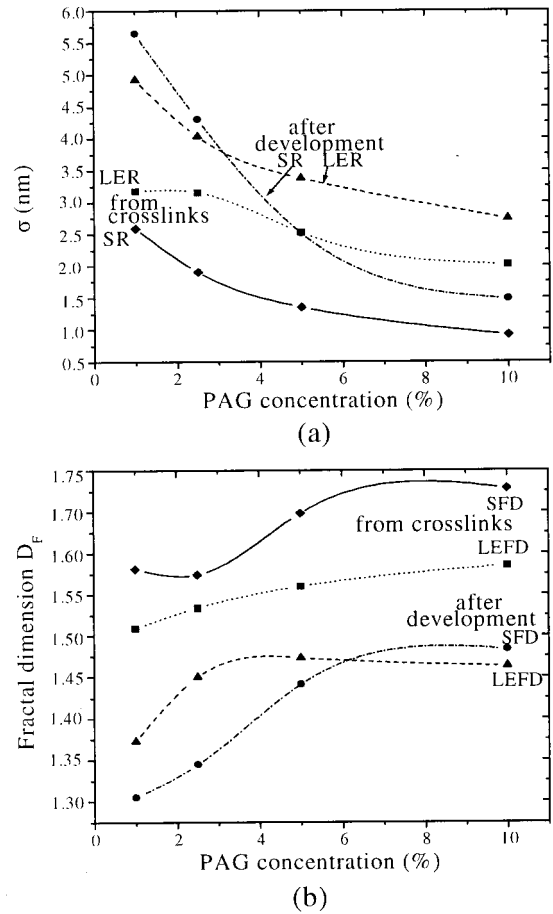 6.0
5.5
5.0
4.5
4.0
3.5
3.0
2.5
2.0
1.5
1.0
0.5
σ (nm)
after
development
SR LER
LER
from
crosslinks
SR
0 2 4 6 8 10
PAG concentration (%)
(a)
1.75
1.70
1.60
1.55
1.50
1.45
1.40
1.35
1.30
Fractal dimension D_F
SFD
from crosslinks
LEFD
after
development
SFD
LEFD
0 2 4 6 8 10
PAG concentration (%)
(b)